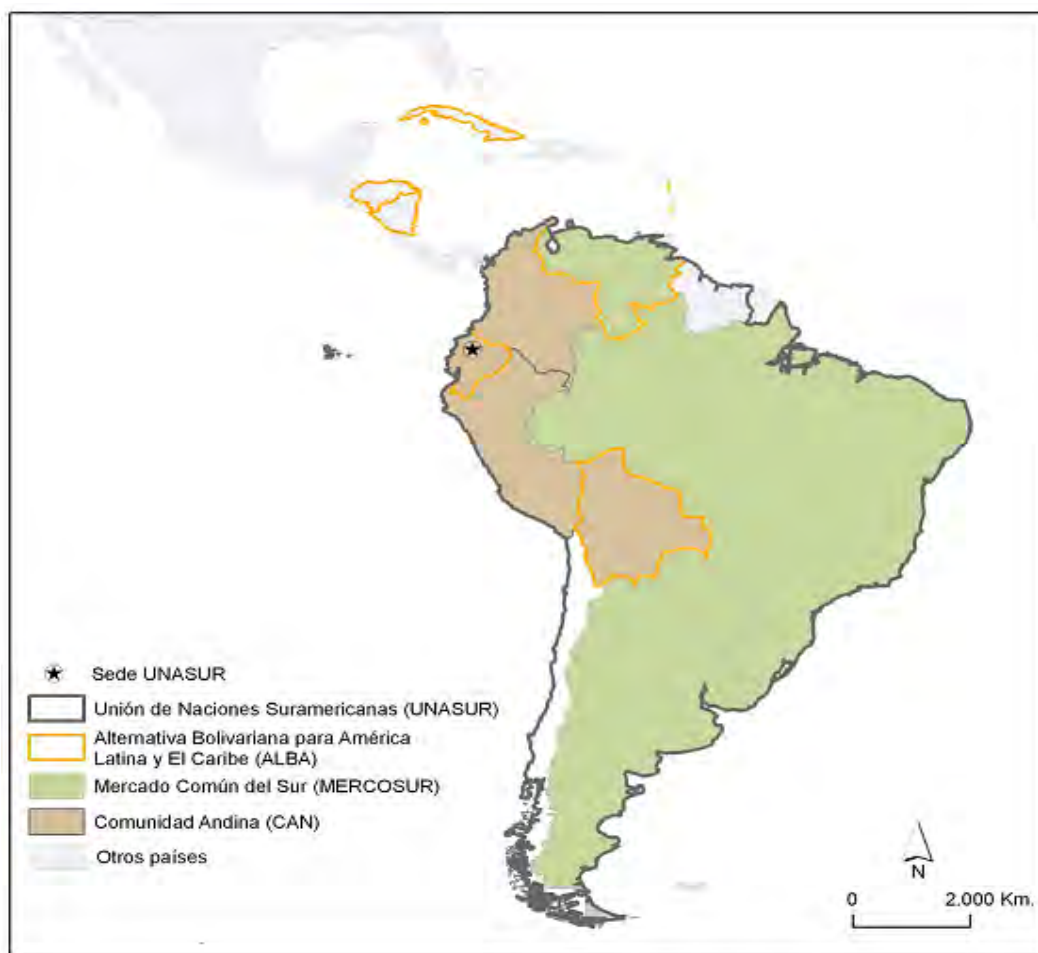 Sede UNASUR
Unión de Naciones Suramericanas (UNASUR)
Alternativa Bolivariana para América
Latina y El Caribe (ALBA)
Mercado Común del Sur (MERCOSUR)
Comunidad Andina (CAN)
Otros países
N
0 2.000 Km.